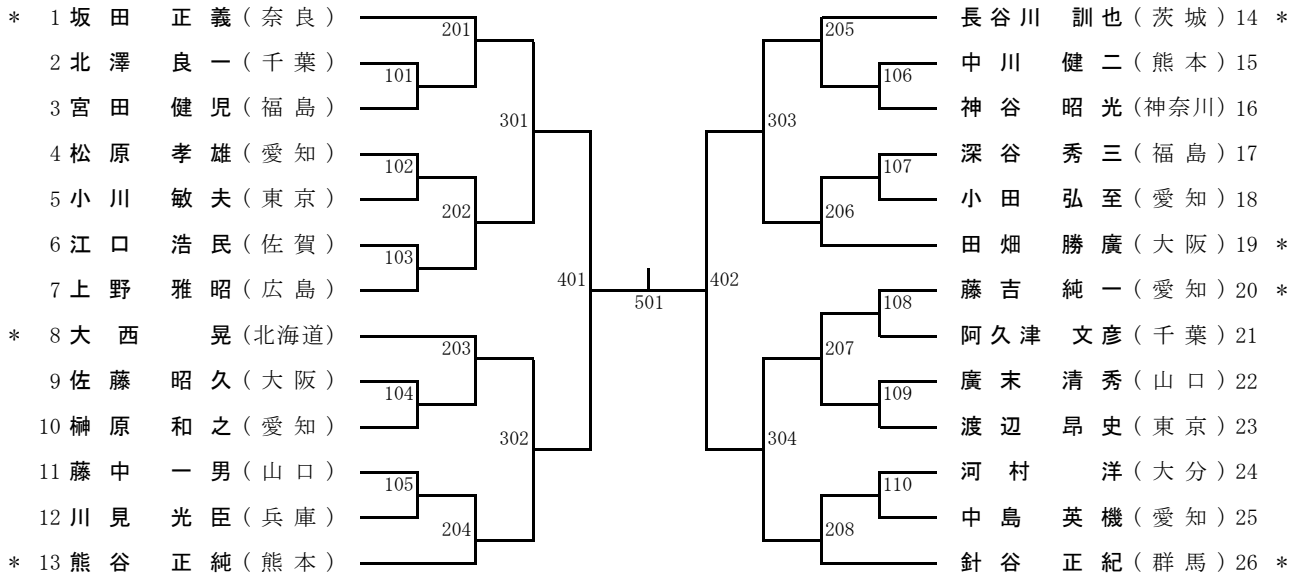 * 1 坂田 正義 (奈良) 201 205 長谷川 訓也 (茨城) 14 *
2 北澤 良一 (千葉) 101 106 中川 健二 (熊本) 15
3 宮田 健児 (福島) 神谷 昭光 (神奈川) 16
301 303
4 松原 孝雄 (愛知) 102 107 深谷 秀三 (福島) 17
5 小川 敏夫 (東京) 202 206 小田 弘至 (愛知) 18
6 江口 浩民 (佐賀) 103 田畑 勝廣 (大阪) 19 *
7 上野 雅昭 (広島) 401 501 402 108 藤吉 純一 (愛知) 20 *
* 8 大西 晃 (北海道) 203 207 阿久津 文彦 (千葉) 21
9 佐藤 昭久 (大阪) 104 109 廣末 清秀 (山口) 22
10 榊原 和之 (愛知) 302 304 渡辺 昂史 (東京) 23
11 藤中 一男 (山口) 105 110 河村 洋 (大分) 24
12 川見 光臣 (兵庫) 204 208 中島 英機 (愛知) 25
* 13 熊谷 正純 (熊本) 針谷 正紀 (群馬) 26 *